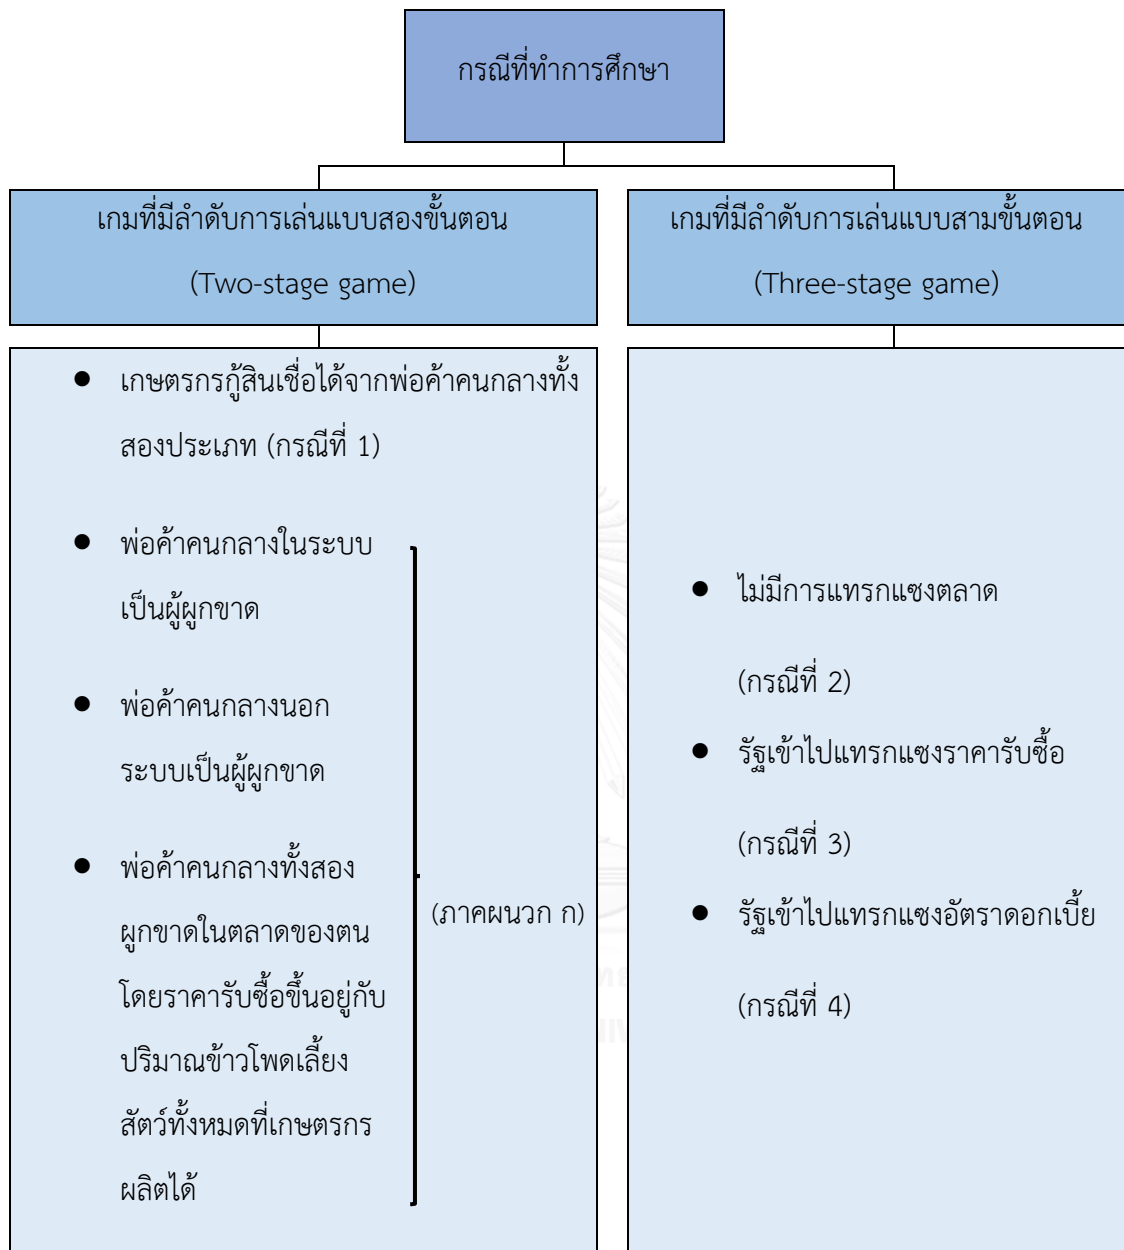 กรณีที่ทำการศึกษา
เกมที่มีลำดับการเล่นแบบสองขั้นตอน
(Two-stage game)
● เกษตรกรกู้สินเชื่อได้จากพ่อค้าคนกลางทั้ง
สองประเภท (กรณีที่ 1)
● พ่อค้าคนกลางในระบบ
เป็นผู้ผูกขาด
● พ่อค้าคนกลางนอก
ระบบเป็นผู้ผูกขาด
● พ่อค้าคนกลางทั้งสอง
ผูกขาดในตลาดของตน
โดยราคารับซื้อขึ้นอยู่กับ
ปริมาณข้าวโพดเลี้ยง
สัตว์ทั้งหมดที่เกษตรกร
ผลิตได้
(ภาคผนวก ก)
เกมที่มีลำดับการเล่นแบบสามขั้นตอน
(Three-stage game)
● ไม่มีการแทรกแซงตลาด
(กรณีที่ 2)
● รัฐเข้าไปแทรกแซงราคารับซื้อ
(กรณีที่ 3)
● รัฐเข้าไปแทรกแซงอัตราดอกเบี้ย
(กรณีที่ 4)